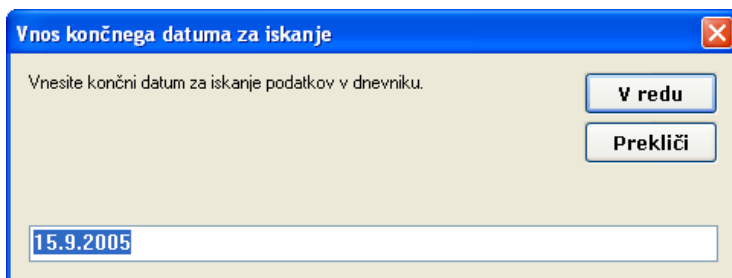 Vnos končnega datuma za iskanje
Vnesite končni datum za iskanje podatkov v dnevniku.
V redu
Prekliči
15.9.2005